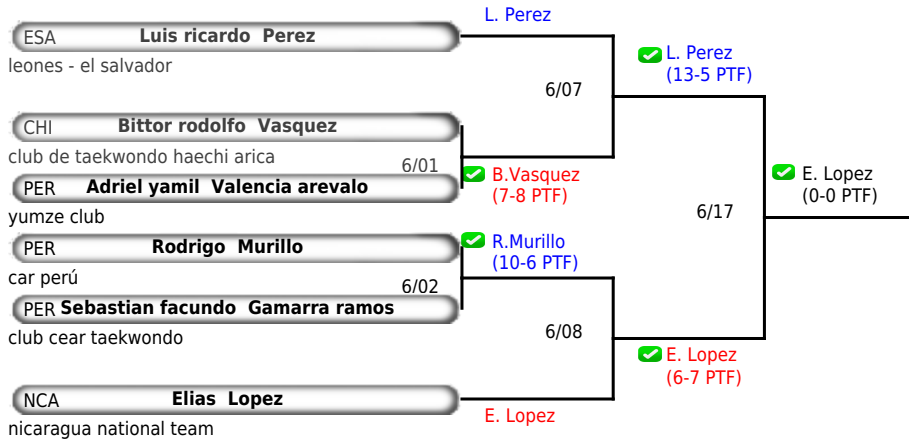 L. Perez
ESA Luis ricardo  Perez
leones - el salvador
L. Perez
(13-5 PTF)
6/07
CHI Bittor rodolfo  Vasquez
club de taekwondo haechi arica
6/01
B.Vasquez
(7-8 PTF)
PER Adriel yamil  Valencia arevalo
yumze club
E. Lopez
(0-0 PTF)
6/17
PER Rodrigo  Murillo
car perú
R.Murillo
(10-6 PTF)
6/02
PER Sebastian facundo  Gamarra ramos
club cear taekwondo
6/08
E. Lopez
(6-7 PTF)
NCA Elias  Lopez
nicaragua national team
E. Lopez